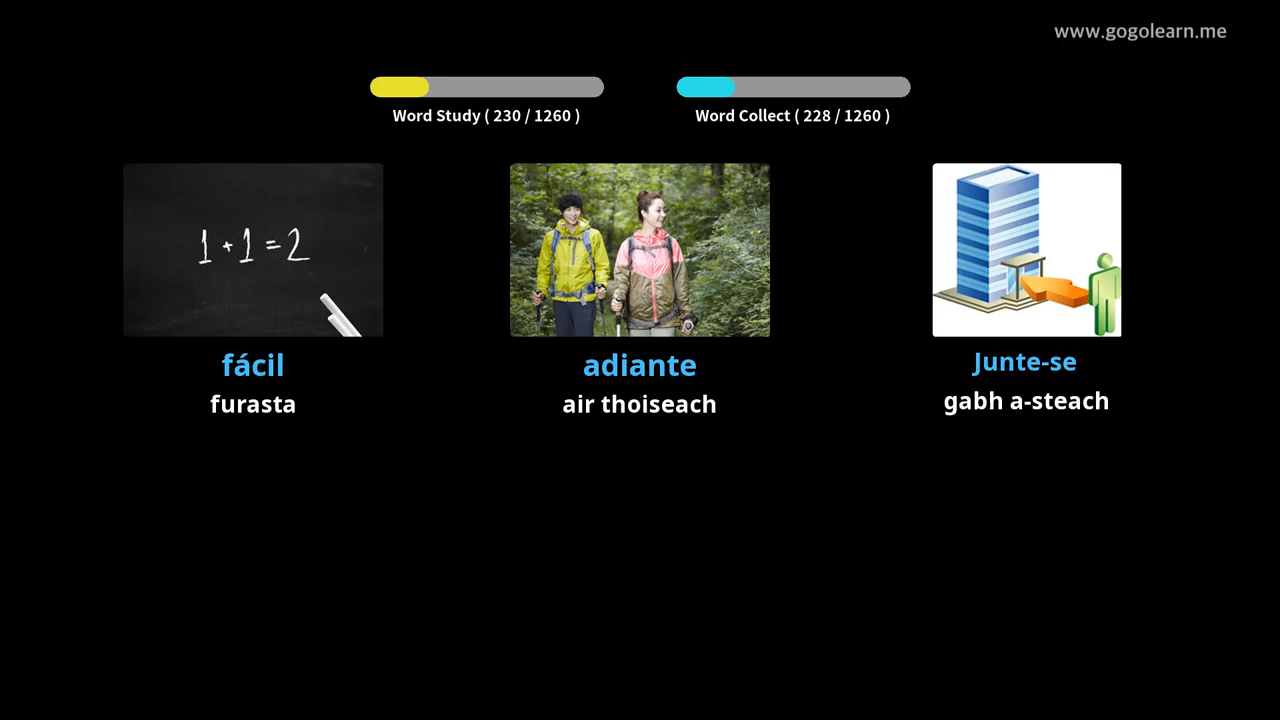 www.gogolearn.me
Word Study ( 230 / 1260 )
Word Collect ( 228 / 1260 )
1 + 1 = 2
fácil
furasta
adiante
air thoiseach
Junte-se
gabh a-steach